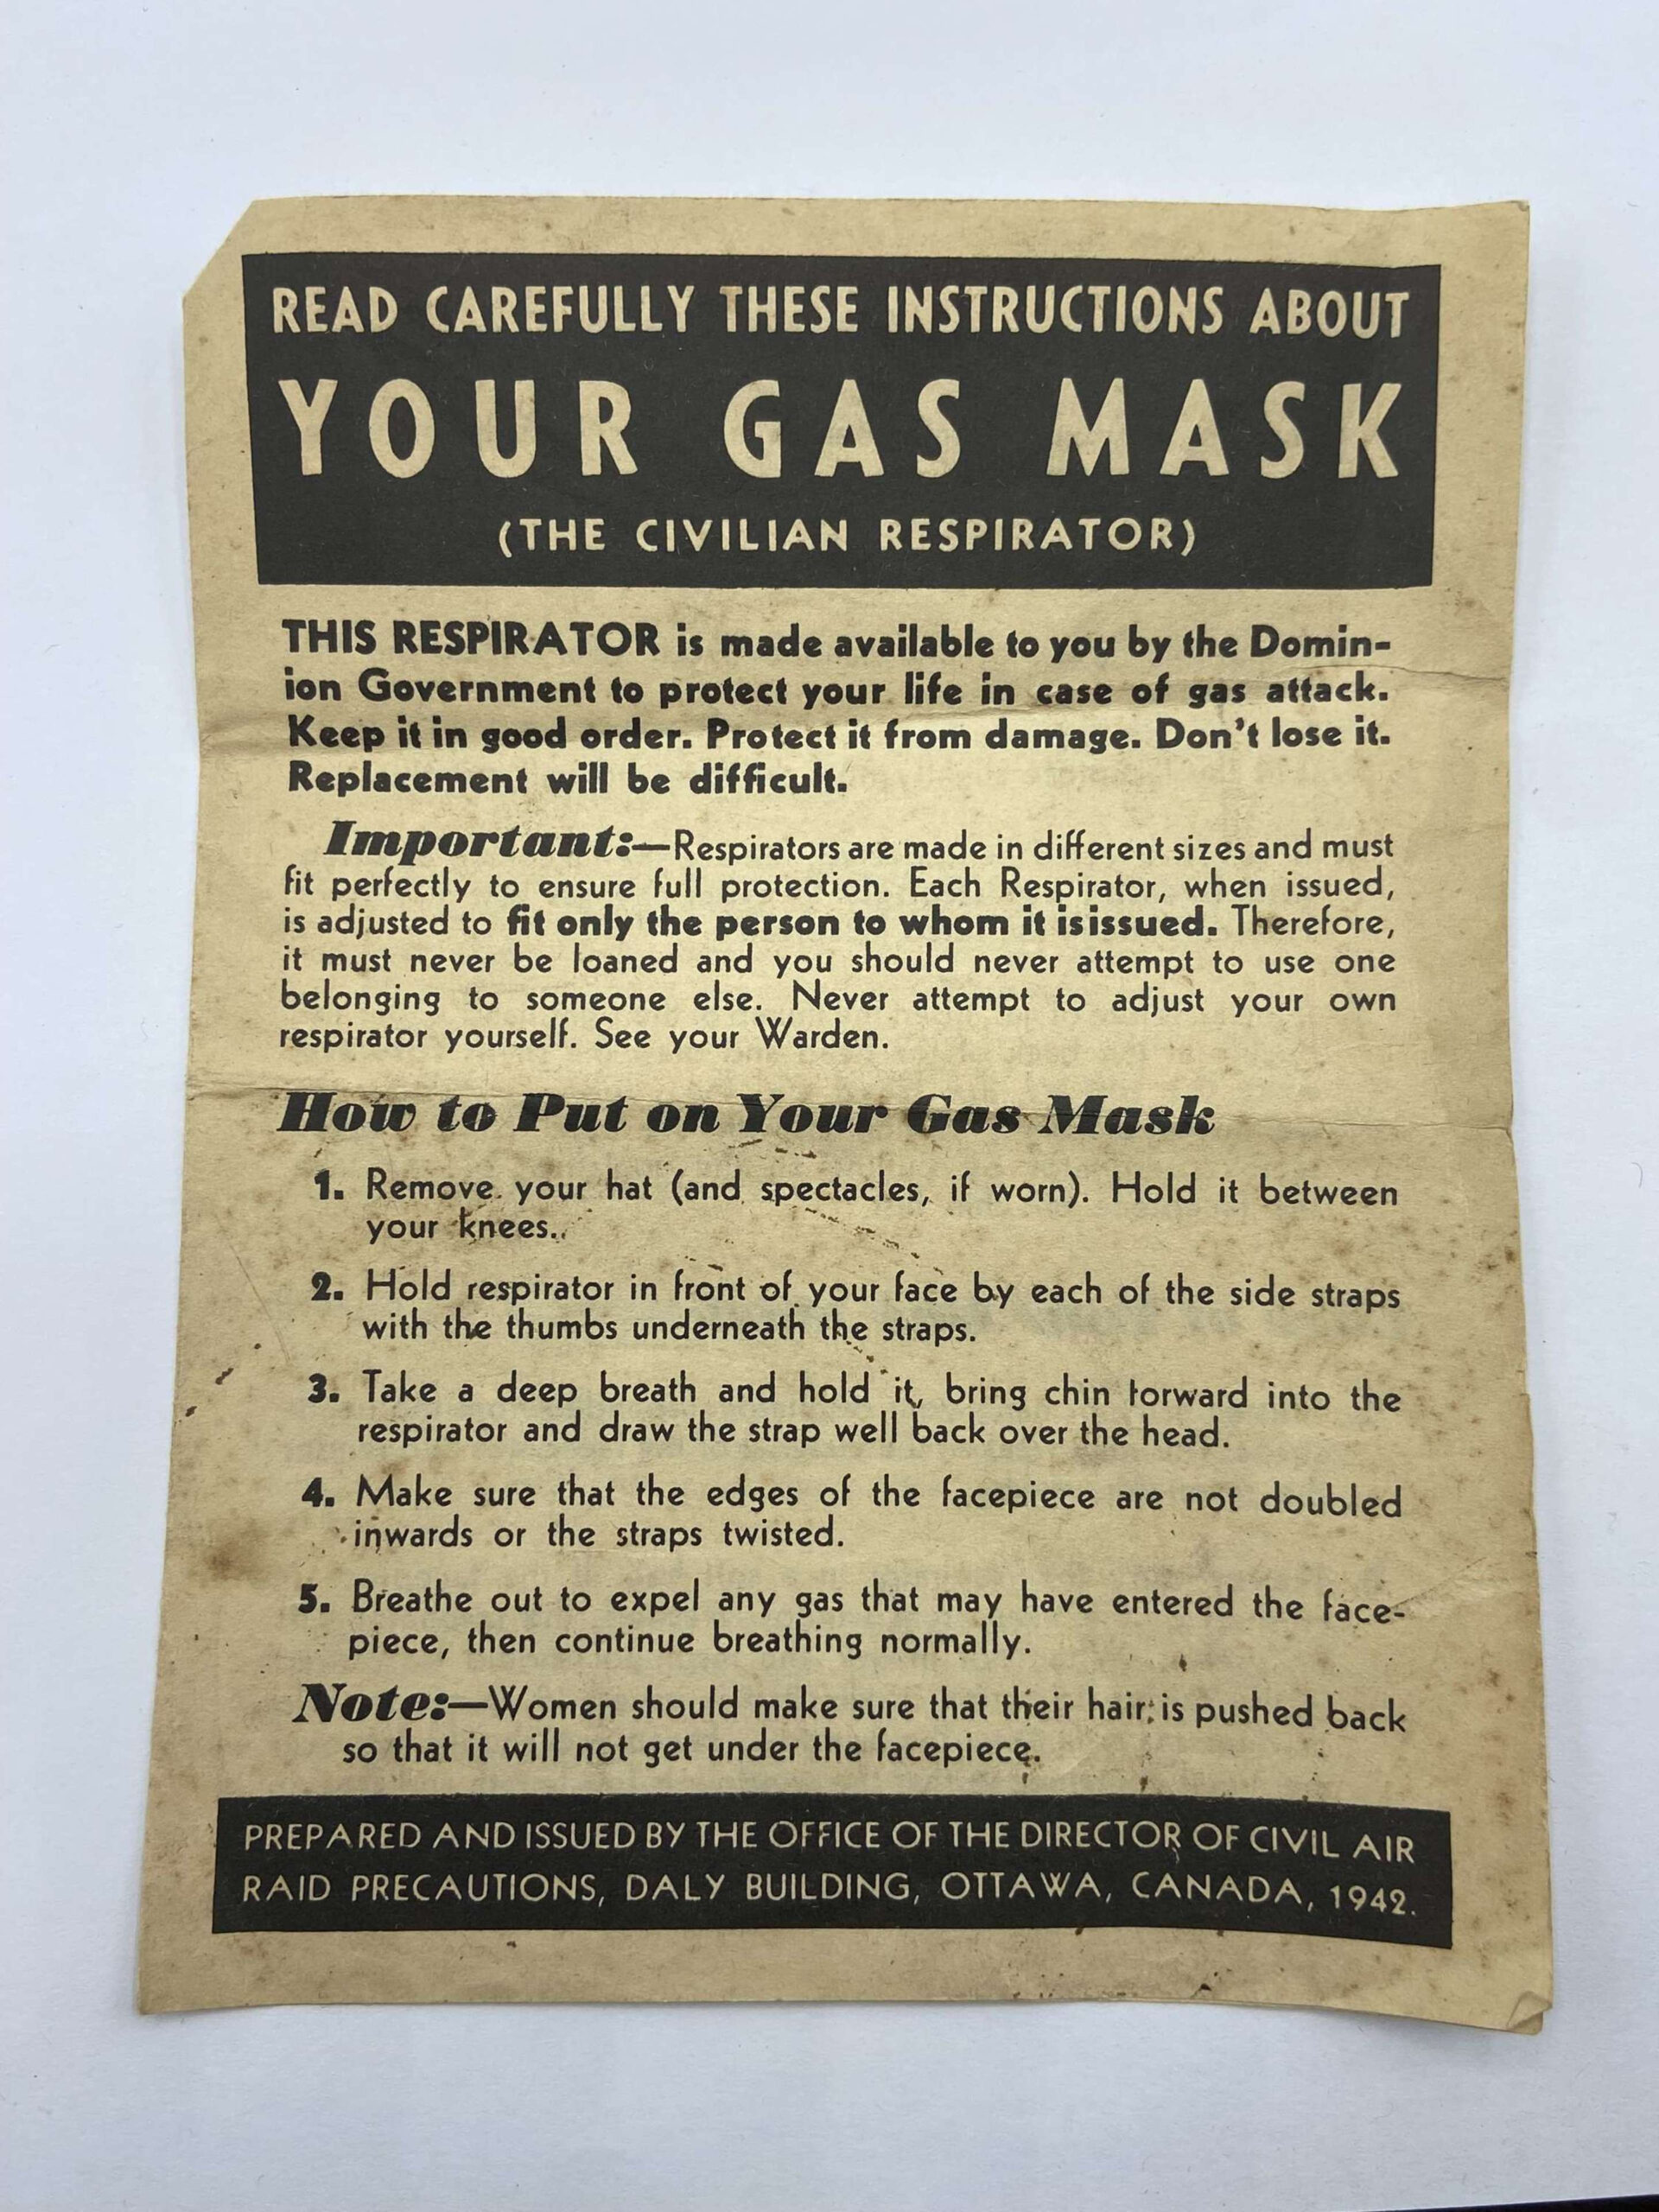 READ CAREFULLY THESE INSTRUCTIONS ABOUT
YOUR GAS MASK
(THE CIVILIAN RESPIRATOR)
THIS RESPIRATOR is made available to you by the Domin-
ion Government to protect your life in case of gas attack.
Keep it in good order. Protect it from damage. Don't lose it.
Replacement will be difficult.
Important:—Respirators are made in different sizes and must
fit perfectly to ensure full protection. Each Respirator, when issued,
is adjusted to fit only the person to whom it is issued. Therefore,
it must never be loaned and you should never attempt to use one
belonging to someone else. Never attempt to adjust your own
respirator yourself. See your Warden.
How to Put on Your Gas Mask
1. Remove your hat (and spectacles, if worn). Hold it between
your knees.
2. Hold respirator in front of your face by each of the side straps
with the thumbs underneath the straps.
3. Take a deep breath and hold it, bring chin forward into the
respirator and draw the strap well back over the head.
4. Make sure that the edges of the facepiece are not doubled
inwards or the straps twisted.
5. Breathe out to expel any gas that may have entered the face-
piece, then continue breathing normally.
Note:—Women should make sure that their hair is pushed back
so that it will not get under the facepiece.
PREPARED AND ISSUED BY THE OFFICE OF THE DIRECTOR OF CIVIL AIR
RAID PRECAUTIONS, DALY BUILDING, OTTAWA, CANADA, 1942.